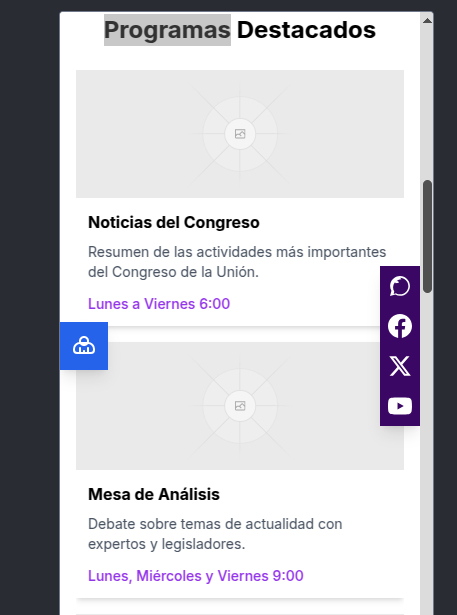 Programas Destacados
Noticias del Congreso
Resumen de las actividades más importantes
del Congreso de la Unión.
Lunes a Viernes 6:00
Mesa de Análisis
Debate sobre temas de actualidad con
expertos y legisladores.
Lunes, Miércoles y Viernes 9:00